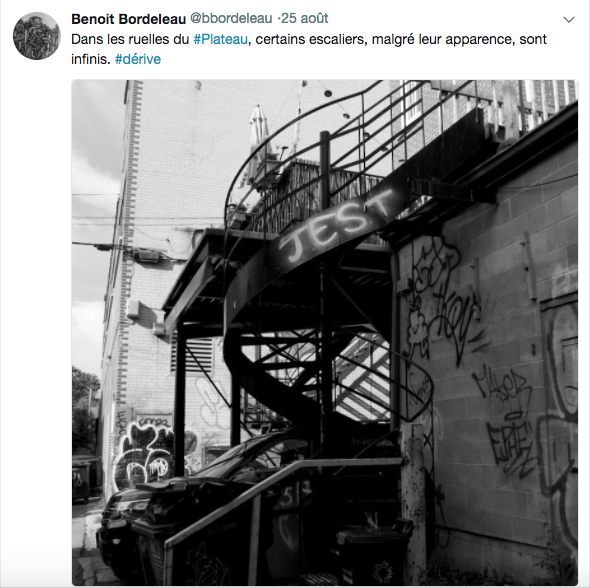 Benoit Bordeleau @bbordeleau ·25 août
Dans les ruelles du #Plateau, certains escaliers, malgré leur apparence, sont
infinis. #dérive
JEST